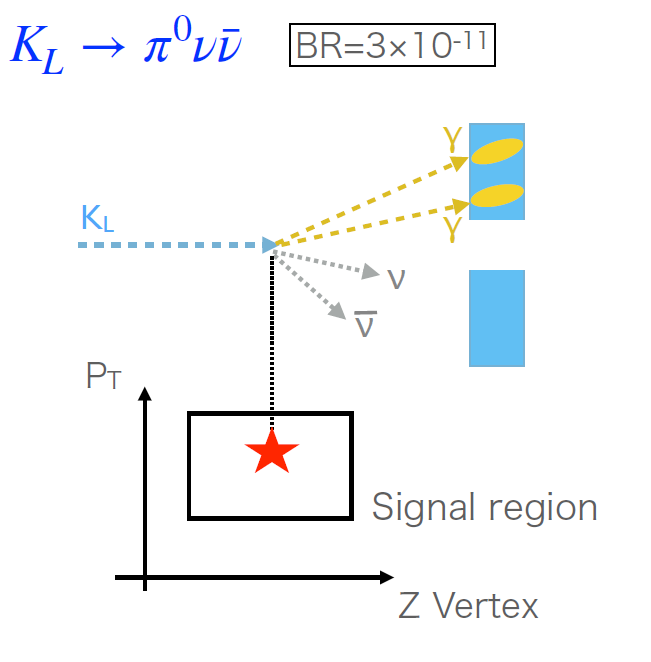 K_L → π⁰νν̄
BR=3×10⁻¹¹
γ
K_L
γ
ν
ν̄
P_T
Signal region
Z Vertex